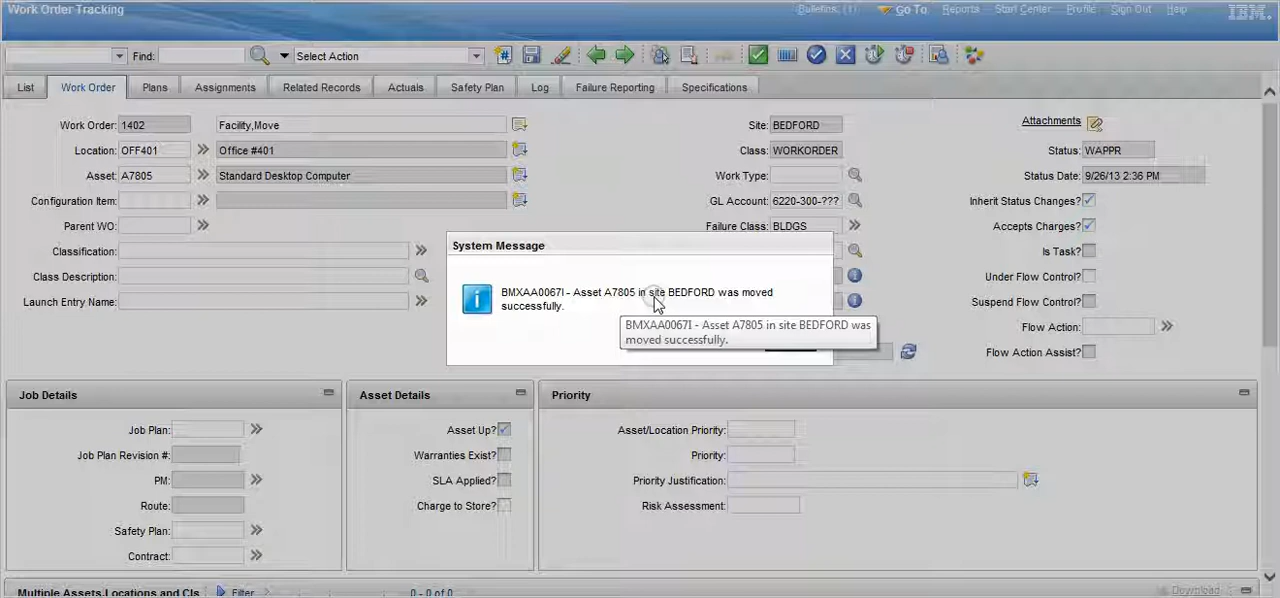 Work Order Tracking
Bulletins: (1) Go To Reports Start Center Profile Sign Out Help IBM.
Find: Select Action
List Work Order Plans Assignments Related Records Actuals Safety Plan Log Failure Reporting Specifications
Work Order: 1402 Facility,Move Site: BEDFORD Attachments
Location: OFF401 Office #401 Class: WORKORDER Status: WAPPR
Asset: A7805 Standard Desktop Computer Work Type: Status Date: 9/26/13 2:36 PM
Configuration Item: GL Account: 6220-300-??? Inherit Status Changes?
Parent WO: Failure Class: BLDGS Accepts Charges?
Classification: Is Task?
Class Description: Under Flow Control?
Launch Entry Name: Suspend Flow Control?
Flow Action:
Flow Action Assist?
System Message
BMXAA0067I - Asset A7805 in site BEDFORD was moved
successfully.
BMXAA0067I - Asset A7805 in site BEDFORD was
moved successfully.
Job Details Asset Details Priority
Job Plan: Asset Up? Asset/Location Priority:
Job Plan Revision #: Warranties Exist? Priority:
PM: SLA Applied? Priority Justification:
Route: Charge to Store? Risk Assessment:
Safety Plan:
Contract:
Multiple Assets, Locations and CIs Filter 0 - 0 of 0 Download